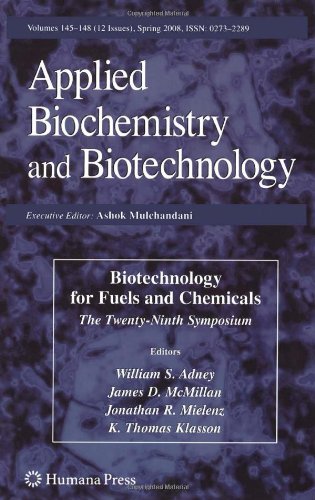 Volumes 145–148 (12 Issues), Spring 2008, ISSN: 0273–2289
Applied
Biochemistry
and Biotechnology
Executive Editor: Ashok Mulchandani
Biotechnology
for Fuels and Chemicals
The Twenty-Ninth Symposium
Editors
William S. Adney
James D. McMillan
Jonathan R. Mielenz
K. Thomas Klasson
Humana Press